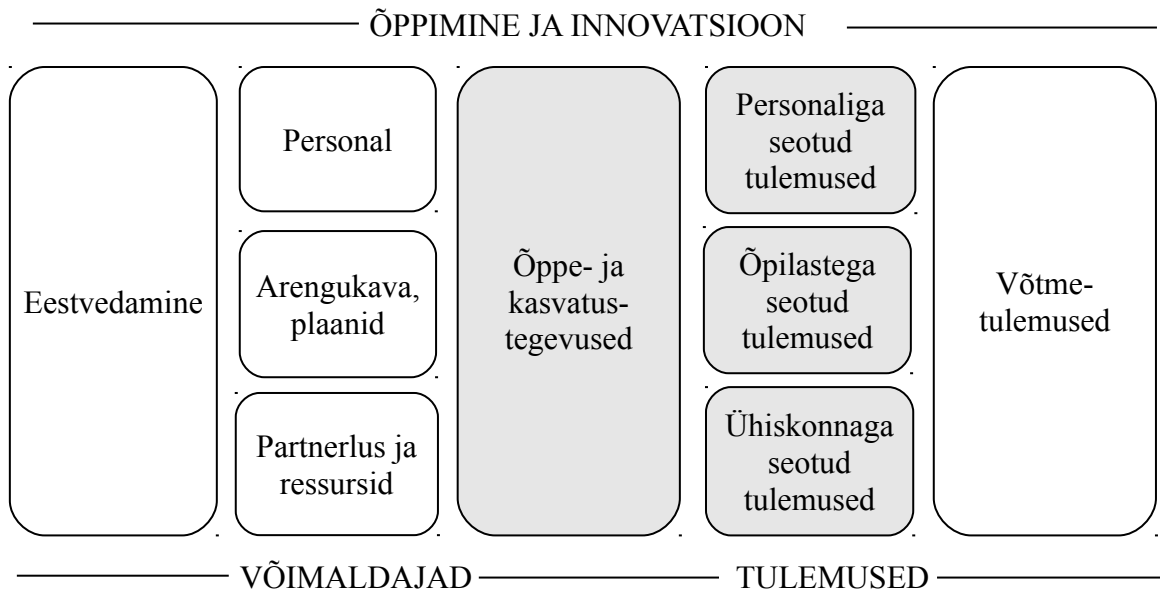 ÕPPIMINE JA INNOVATSIOON
Eestvedamine
Personal
Arengukava,
plaanid
Partnerlus ja
ressursid
Õppe- ja
kasvatus-
tegevused
Personaliga
seotud
tulemused
Õpilastega
seotud
tulemused
Ühiskonnaga
seotud
tulemused
Võtme-
tulemused
VÕIMALDAJAD
TULEMUSED